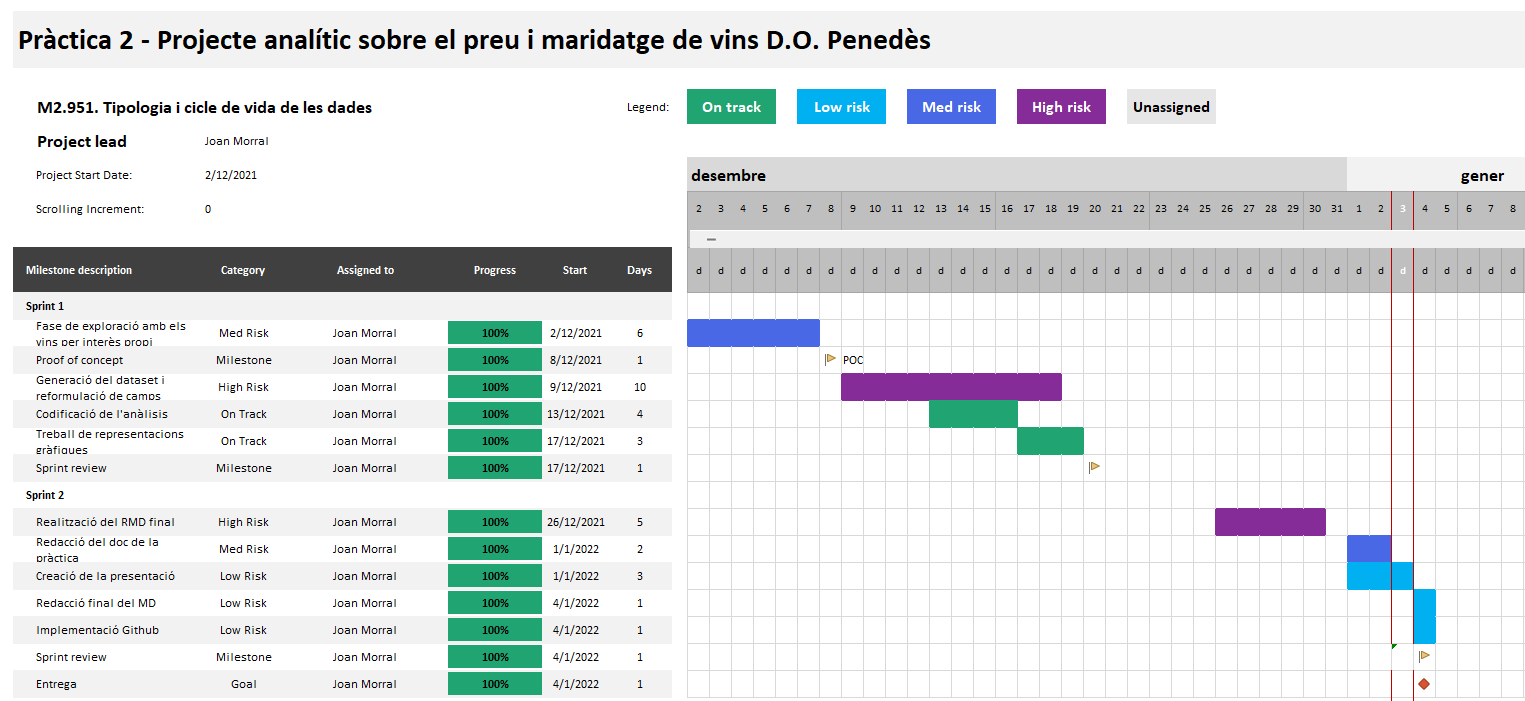 Pràctica 2 - Projecte analític sobre el preu i maridatge de vins D.O. Penedès
M2.951. Tipologia i cicle de vida de les dades
Legend: On track Low risk Med risk High risk Unassigned
Project lead Joan Morral
Project Start Date: 2/12/2021
Scrolling Increment: 0
desembre gener
2 3 4 5 6 7 8 9 10 11 12 13 14 15 16 17 18 19 20 21 22 23 24 25 26 27 28 29 30 31 1 2 3 4 5 6 7 8
Milestone description Category Assigned to Progress Start Days
d d d d d d d d d d d d d d d d d d d d d d d d d d d d d d d d d d d d d d
Sprint 1
Fase de exploració amb els
vins per interès propi
Med Risk Joan Morral 100% 2/12/2021 6
Proof of concept Milestone Joan Morral 100% 8/12/2021 1 POC
Generació del dataset i
reformulació de camps
High Risk Joan Morral 100% 9/12/2021 10
Codificació de l'anàlisis On Track Joan Morral 100% 13/12/2021 4
Treball de representacions
gràfiques
On Track Joan Morral 100% 17/12/2021 3
Sprint review Milestone Joan Morral 100% 17/12/2021 1
Sprint 2
Realització del RMD final High Risk Joan Morral 100% 26/12/2021 5
Redacció del doc de la
pràctica
Med Risk Joan Morral 100% 1/1/2022 2
Creació de la presentació Low Risk Joan Morral 100% 1/1/2022 3
Redacció final del MD Low Risk Joan Morral 100% 4/1/2022 1
Implementació Github Low Risk Joan Morral 100% 4/1/2022 1
Sprint review Milestone Joan Morral 100% 4/1/2022 1
Entrega Goal Joan Morral 100% 4/1/2022 1